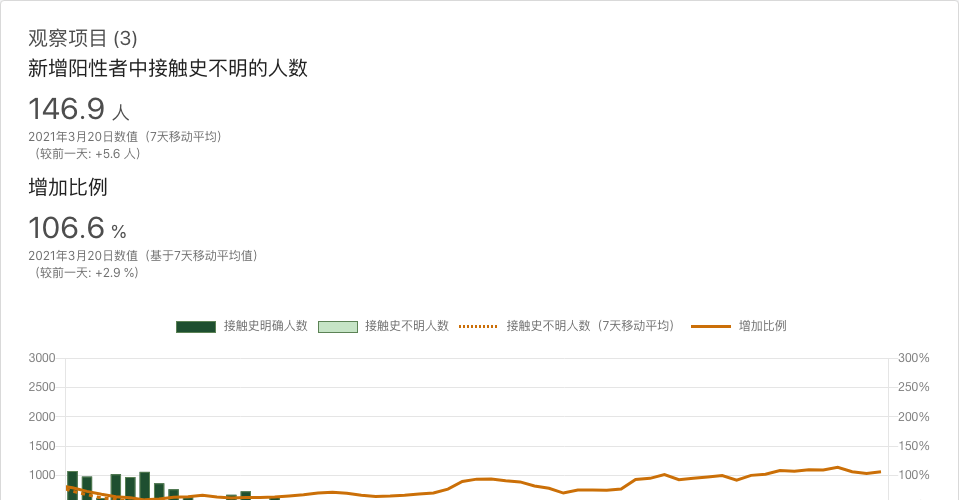 观察项目 (3)
新增阳性者中接触史不明的人数
146.9 人
2021年3月20日数值（7天移动平均）
（较前一天: +5.6 人）
增加比例
106.6 %
2021年3月20日数值（基于7天移动平均值）
（较前一天: +2.9 %）
接触史明确人数 接触史不明人数 接触史不明人数（7天移动平均） 增加比例
3000 300%
2500 250%
2000 200%
1500 150%
1000 100%